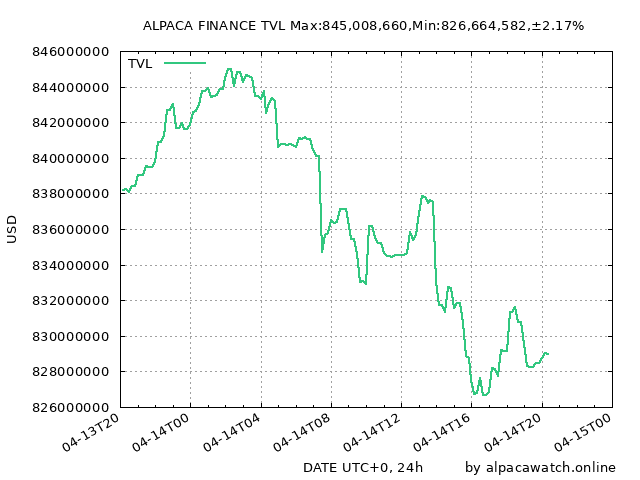 ALPACA FINANCE TVL Max:845,008,660,Min:826,664,582,±2.17%
TVL
846000000
844000000
842000000
840000000
838000000
836000000
834000000
832000000
830000000
828000000
826000000
USD
04-13T20
04-14T00
04-14T04
04-14T08
04-14T12
04-14T16
04-14T20
04-15T00
DATE UTC+0, 24h
by alpacawatch.online